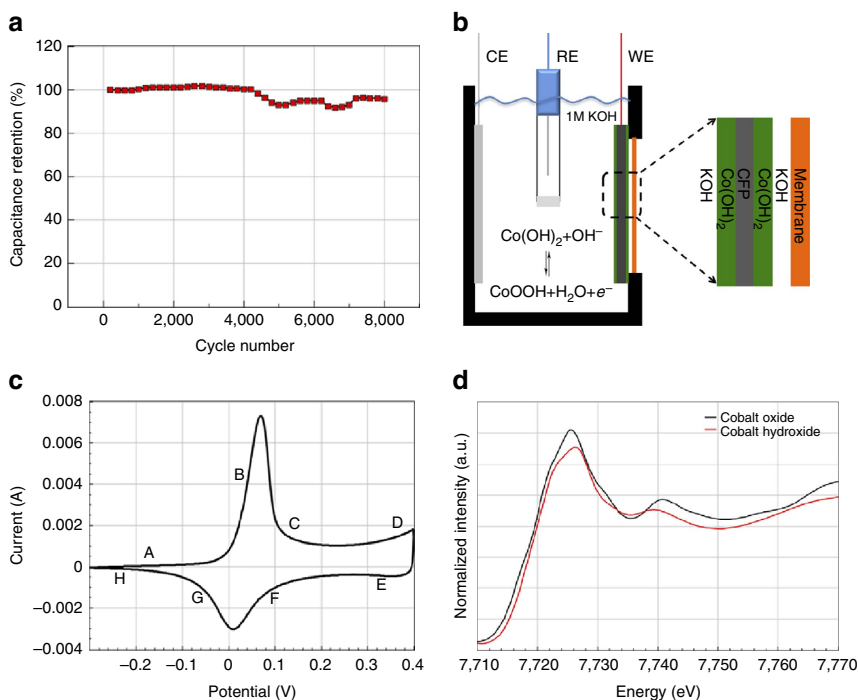 a
120
100
80
60
40
20
0
Capacitance retention (%)
0 2,000 4,000 6,000 8,000
Cycle number
b
CE RE WE
1M KOH
Co(OH)2+OH−
CoOOH+H2O+e−
KOH
Co(OH)2
CFP
Co(OH)2
KOH
Membrane
c
0.008
0.006
0.004
0.002
0
−0.002
−0.004
Current (A)
A
B
C
D
E
F
G
H
−0.2 −0.1 0 0.1 0.2 0.3 0.4
Potential (V)
d
Cobalt oxide
Cobalt hydroxide
Normalized intensity (a.u.)
7,710 7,720 7,730 7,740 7,750 7,760 7,770
Energy (eV)